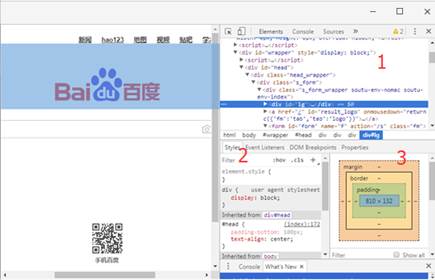 新闻 hao123 地图 视频 贴吧 学
Bai du 百度
手机百度
Elements Console Sources
1
<script>…</script>
<div id="wrapper" style="display: block;">
<script>…</script>
<div id="head">
<div class="head_wrapper">
<div class="s_form">
<div class="s_form_wrapper soutu-env-nomac soutu-
env-index">
<div id="lg">…</div> == $0
<a href="/" id="result_logo" onmousedown="return
c({'fm':'tab','tab':'logo'})">…</a>
<form id="form" name="f" action="/s" class="fm
html body #wrapper #head div div div div#lg
Styles Event Listeners DOM Breakpoints Properties
2
3
Filter :hov .cls +
element.style {
}
div { user agent stylesheet
display: block;
}
Inherited from div#head
#head { (index):172
padding-bottom: 100px;
text-align: center;
}
Inherited from body
margin
border
padding
810 × 132
Filter Show all
Console What's New